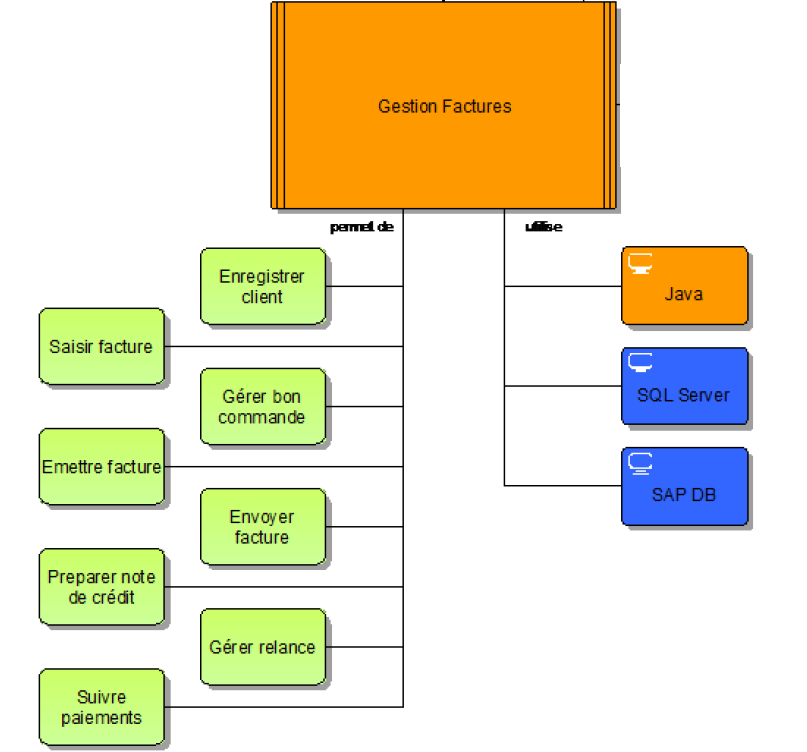 Gestion Factures
permet de
utilise
Enregistrer
client
Saisir facture
Gérer bon
commande
Emettre facture
Envoyer
facture
Preparer note
de crédit
Gérer relance
Suivre
paiements
Java
SQL Server
SAP DB